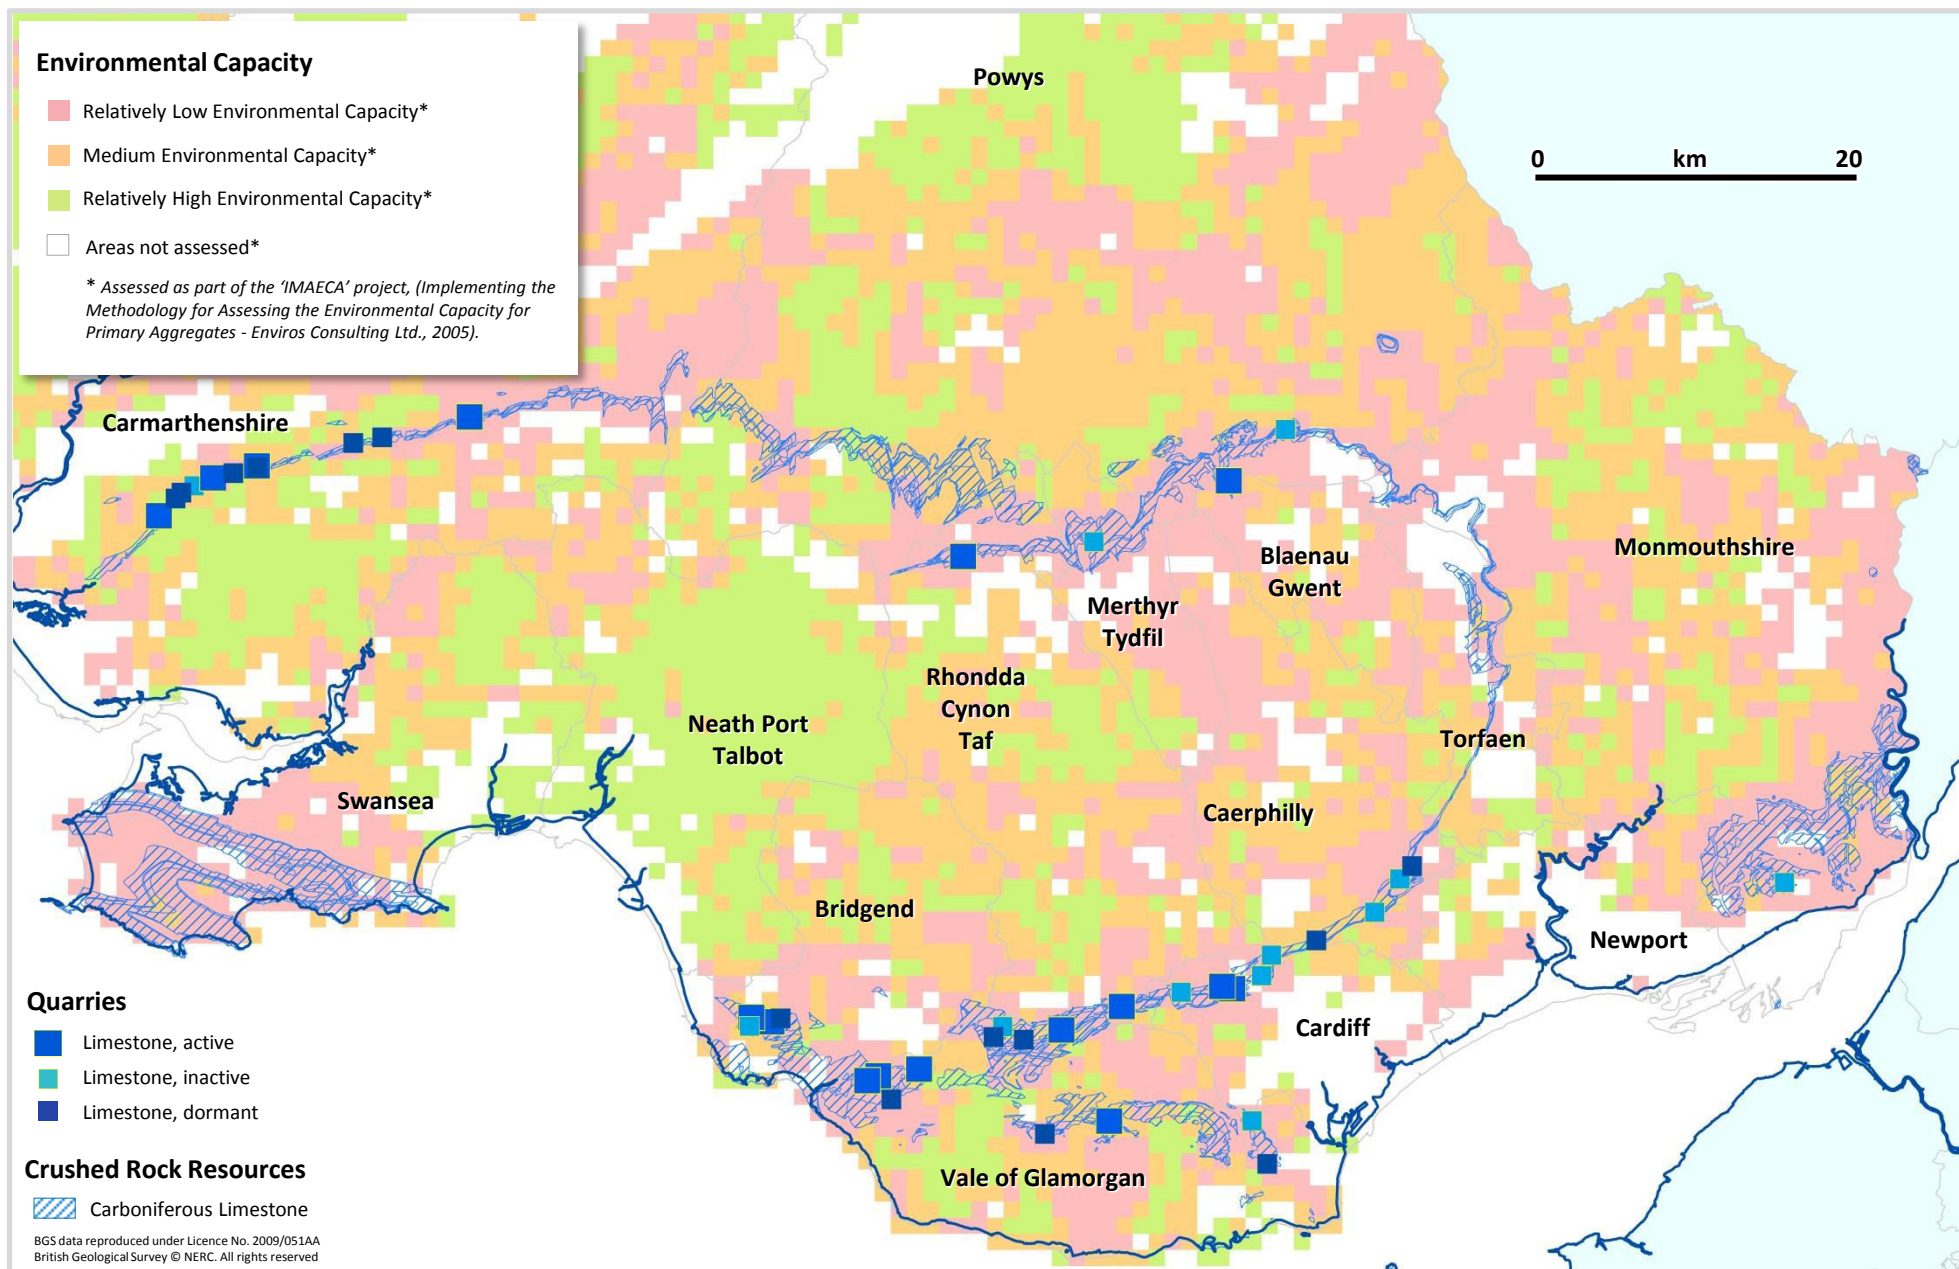 Environmental Capacity
Relatively Low Environmental Capacity*
Medium Environmental Capacity*
Relatively High Environmental Capacity*
Areas not assessed*
* Assessed as part of the ‘IMAECA’ project, (Implementing the
Methodology for Assessing the Environmental Capacity for
Primary Aggregates - Enviros Consulting Ltd., 2005).
Powys
0 km 20
Carmarthenshire
Monmouthshire
Blaenau
Gwent
Merthyr
Tydfil
Rhondda
Cynon
Taf
Neath Port
Talbot
Torfaen
Swansea
Caerphilly
Bridgend
Newport
Cardiff
Vale of Glamorgan
Quarries
Limestone, active
Limestone, inactive
Limestone, dormant
Crushed Rock Resources
Carboniferous Limestone
BGS data reproduced under Licence No. 2009/051AA
British Geological Survey © NERC. All rights reserved